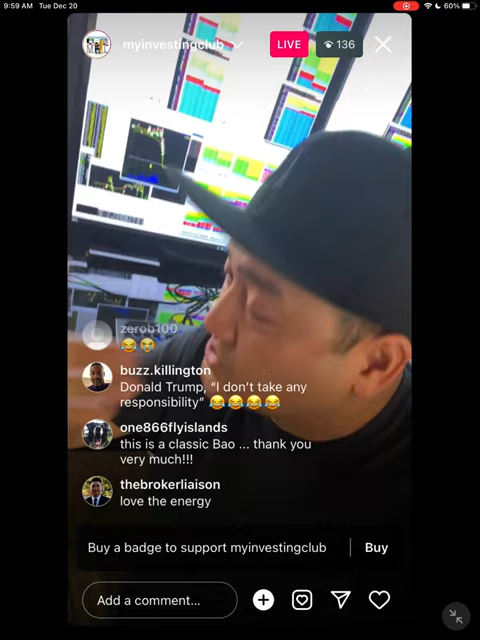 9:59 AM Tue Dec 20
60%
myinvestingclub
LIVE
136
zerob100
😂😭
buzz.killington
Donald Trump, “I don't take any
responsibility” 😂😂😂😂
one866flyislands
this is a classic Bao ... thank you
very much!!!
thebrokerliaison
love the energy
Buy a badge to support myinvestingclub
Buy
Add a comment...